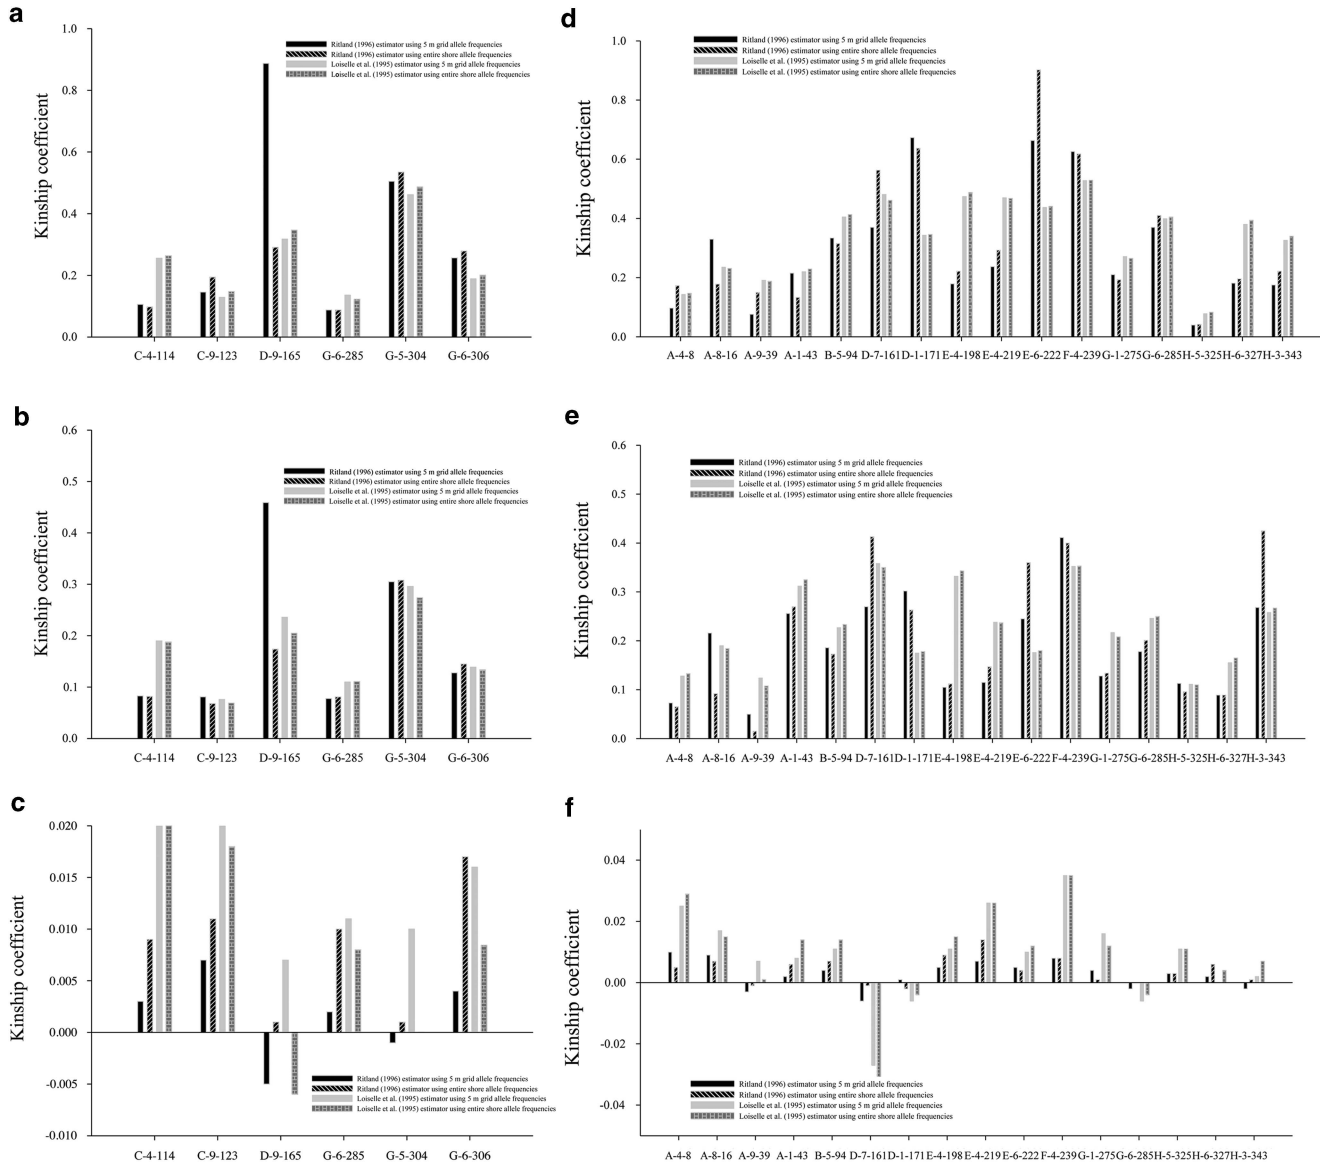 a
1.0
0.8
0.6
0.4
0.2
0.0
Kinship coefficient
Ritland (1996) estimator using 5 m grid allele frequencies
Ritland (1996) estimator using entire shore allele frequencies
Loiselle et al. (1995) estimator using 5 m grid allele frequencies
Loiselle et al. (1995) estimator using entire shore allele frequencies
C-4-114 C-9-123 D-9-165 G-6-285 G-5-304 G-6-306
b
0.6
0.5
0.4
0.3
0.2
0.1
0.0
Kinship coefficient
Ritland (1996) estimator using 5 m grid allele frequencies
Ritland (1996) estimator using entire shore allele frequencies
Loiselle et al. (1995) estimator using 5 m grid allele frequencies
Loiselle et al. (1995) estimator using entire shore allele frequencies
C-4-114 C-9-123 D-9-165 G-6-285 G-5-304 G-6-306
c
0.020
0.015
0.010
0.005
0.000
-0.005
-0.010
Kinship coefficient
Ritland (1996) estimator using 5 m grid allele frequencies
Ritland (1996) estimator using entire shore allele frequencies
Loiselle et al. (1995) estimator using 5 m grid allele frequencies
Loiselle et al. (1995) estimator using entire shore allele frequencies
C-4-114 C-9-123 D-9-165 G-6-285 G-5-304 G-6-306
d
1.0
0.8
0.6
0.4
0.2
0.0
Kinship coefficient
Ritland (1996) estimator using 5 m grid allele frequencies
Ritland (1996) estimator using entire shore allele frequencies
Loiselle et al. (1995) estimator using 5 m grid allele frequencies
Loiselle et al. (1995) estimator using entire shore allele frequencies
A-4-8 A-8-16 A-9-39 A-1-43 B-5-94 D-7-161 D-1-171 E-4-198 E-4-219 E-6-222 F-4-239 G-1-275 G-6-285 H-5-325 H-6-327 H-3-343
e
0.6
0.5
0.4
0.3
0.2
0.1
0.0
Kinship coefficient
Ritland (1996) estimator using 5 m grid allele frequencies
Ritland (1996) estimator using entire shore allele frequencies
Loiselle et al. (1995) estimator using 5 m grid allele frequencies
Loiselle et al. (1995) estimator using entire shore allele frequencies
A-4-8 A-8-16 A-9-39 A-1-43 B-5-94 D-7-161 D-1-171 E-4-198 E-4-219 E-6-222 F-4-239 G-1-275 G-6-285 H-5-325 H-6-327 H-3-343
f
0.04
0.02
0.00
-0.02
-0.04
Kinship coefficient
Ritland (1996) estimator using 5 m grid allele frequencies
Ritland (1996) estimator using entire shore allele frequencies
Loiselle et al. (1995) estimator using 5 m grid allele frequencies
Loiselle et al. (1995) estimator using entire shore allele frequencies
A-4-8 A-8-16 A-9-39 A-1-43 B-5-94 D-7-161 D-1-171 E-4-198 E-4-219 E-6-222 F-4-239 G-1-275 G-6-285 H-5-325 H-6-327 H-3-343